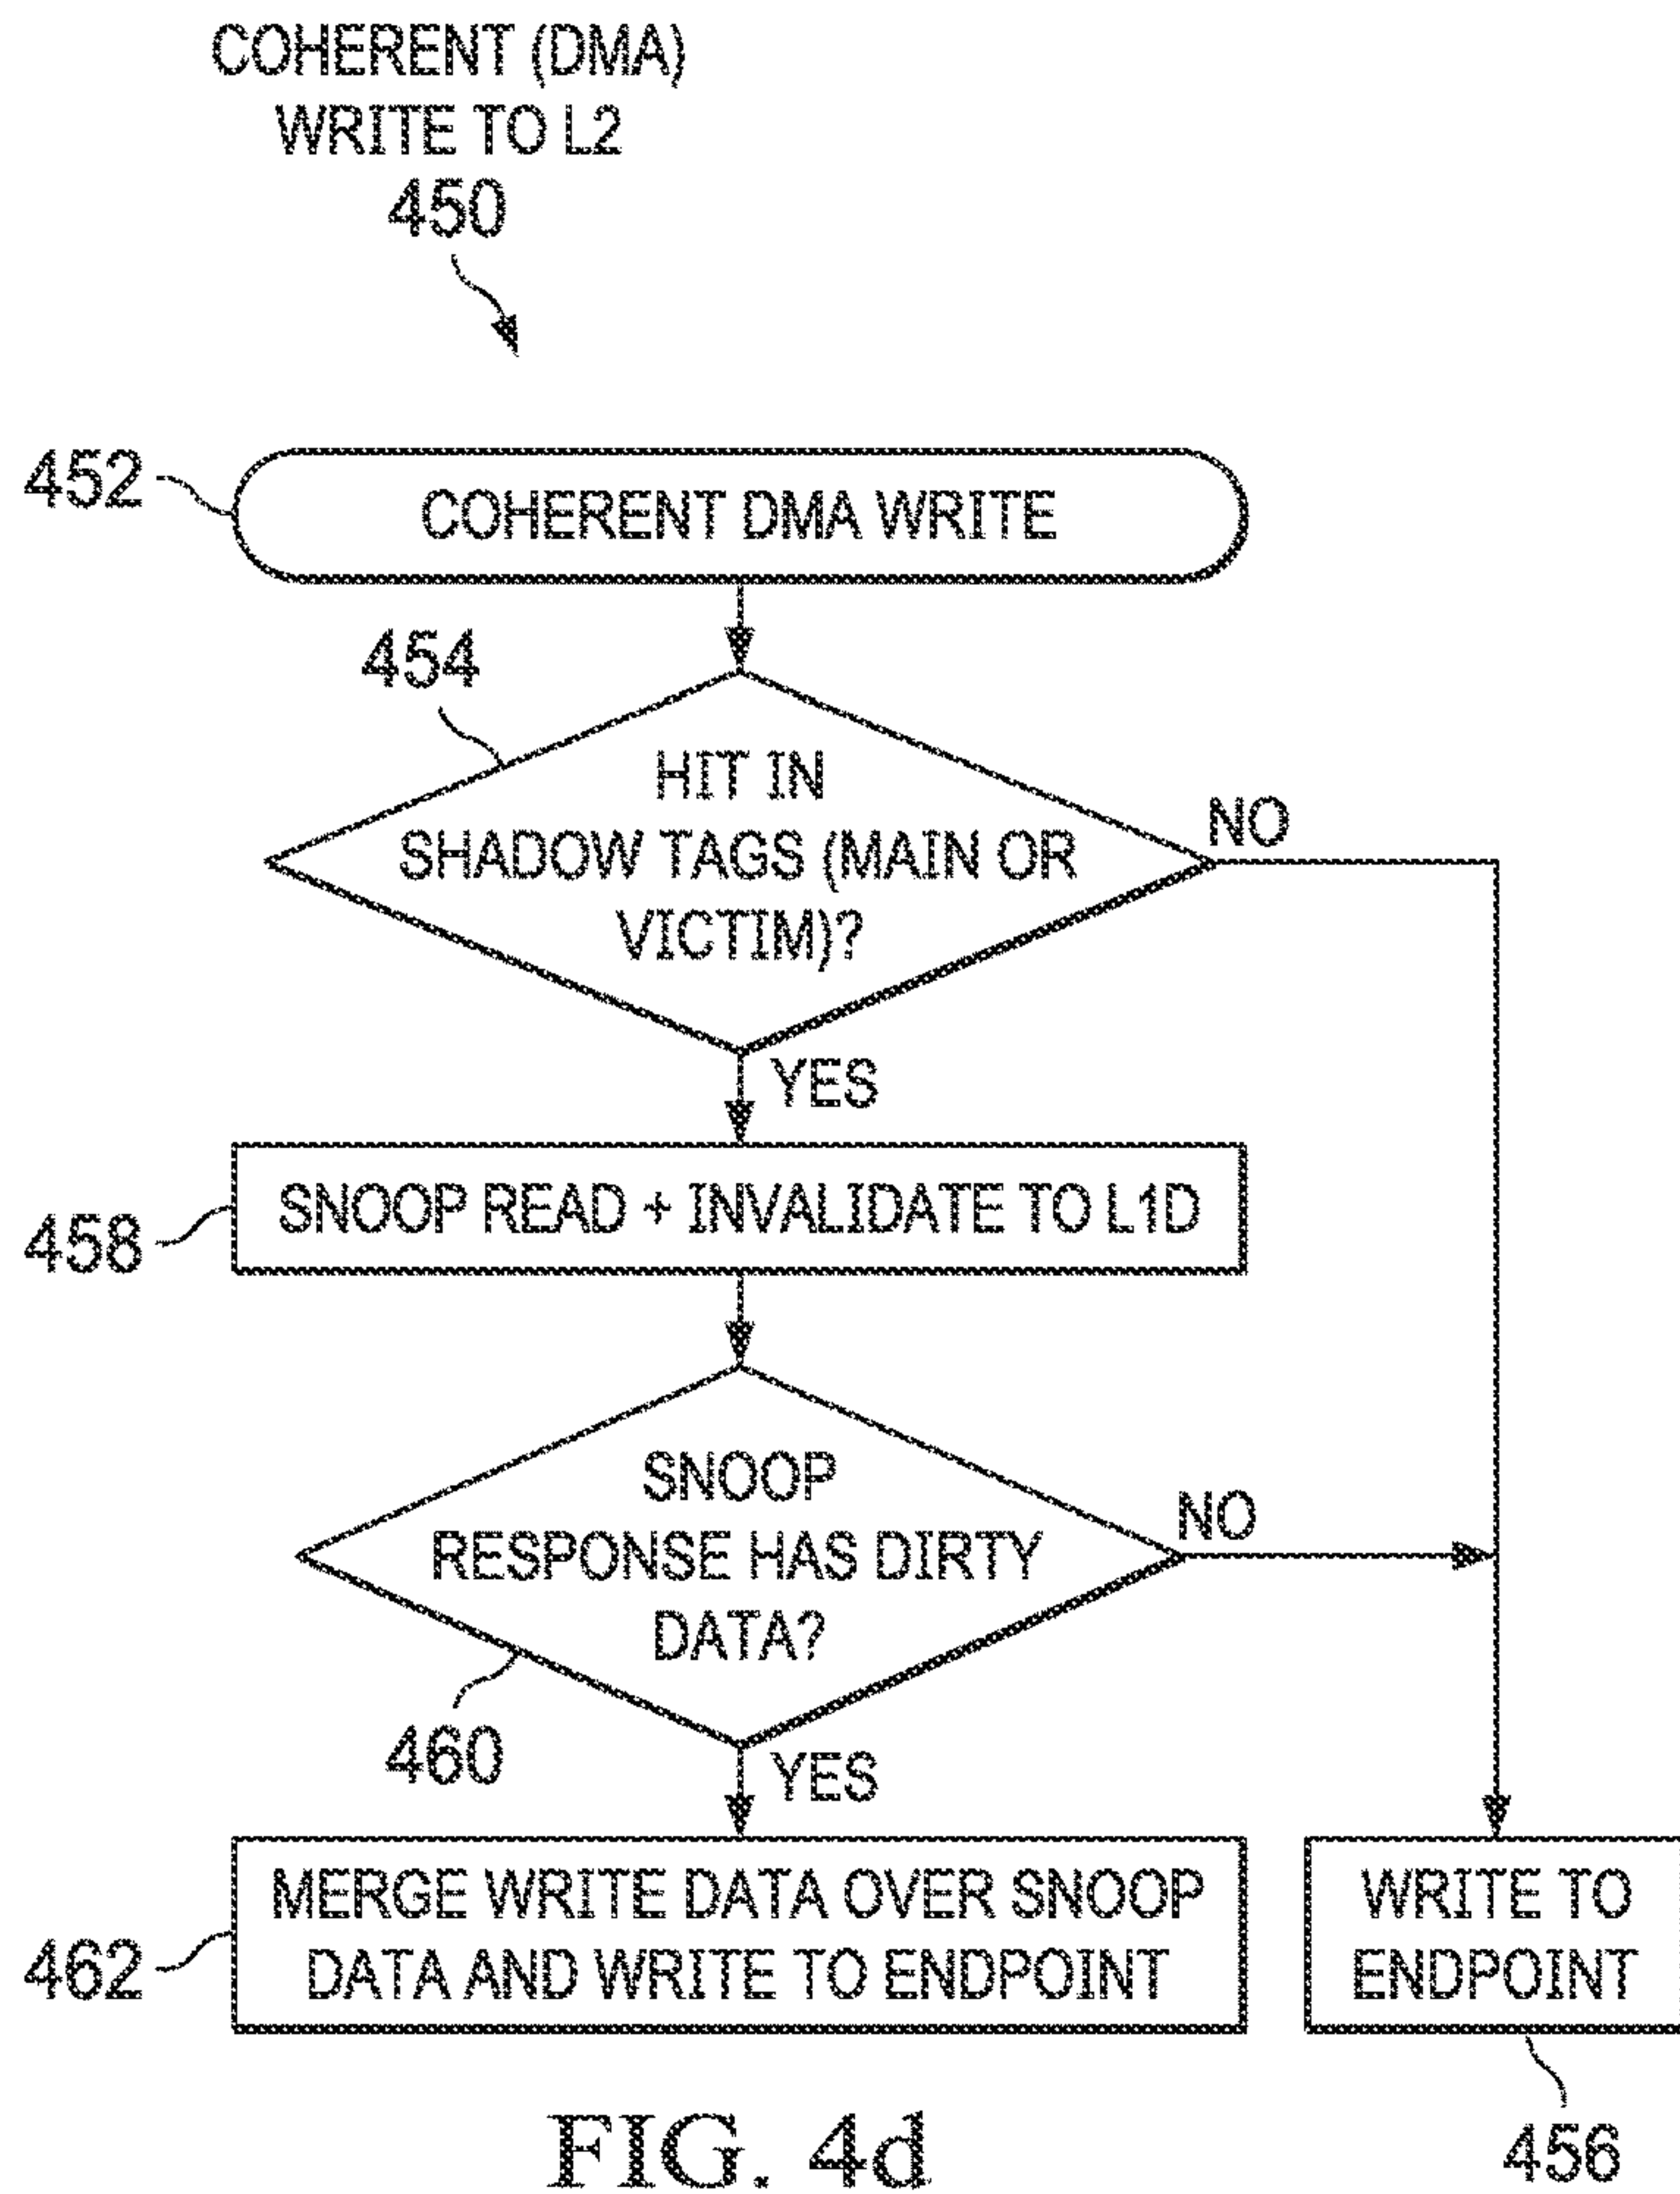 COHERENT (DMA)
WRITE TO L2
450
452
COHERENT DMA WRITE
454
HIT IN
SHADOW TAGS (MAIN OR
VICTIM)?
NO
YES
458
SNOOP READ + INVALIDATE TO L1D
SNOOP
RESPONSE HAS DIRTY
DATA?
NO
460
YES
462
MERGE WRITE DATA OVER SNOOP
DATA AND WRITE TO ENDPOINT
WRITE TO
ENDPOINT
456
FIG. 4d